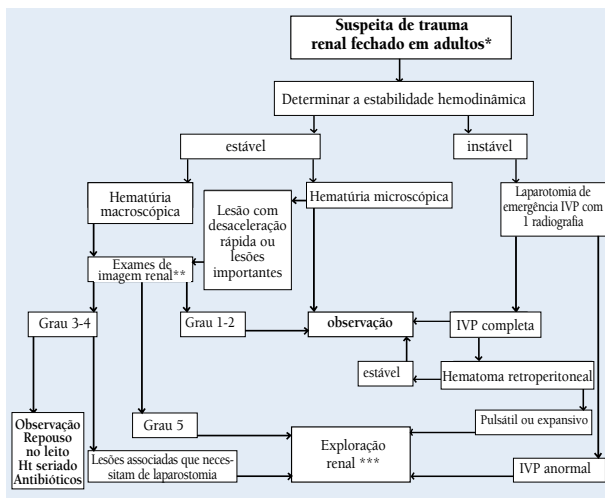 Suspeita de trauma
renal fechado em adultos*
Determinar a estabilidade hemodinâmica
estável
instável
Hematúria
macroscópica
Lesão com
desaceleração
rápida ou
lesões
importantes
Hematúria microscópica
Laparotomia de
emergência IVP com
1 radiografia
Exames de
imagem renal**
Grau 3-4
Grau 1-2
observação
IVP completa
estável
Hematoma retroperitoneal
Observação
Repouso
no leito
Ht seriado
Antibióticos
Grau 5
Pulsátil ou expansivo
Lesões associadas que neces-
sitam de laparostomia
Exploração
renal ***
IVP anormal